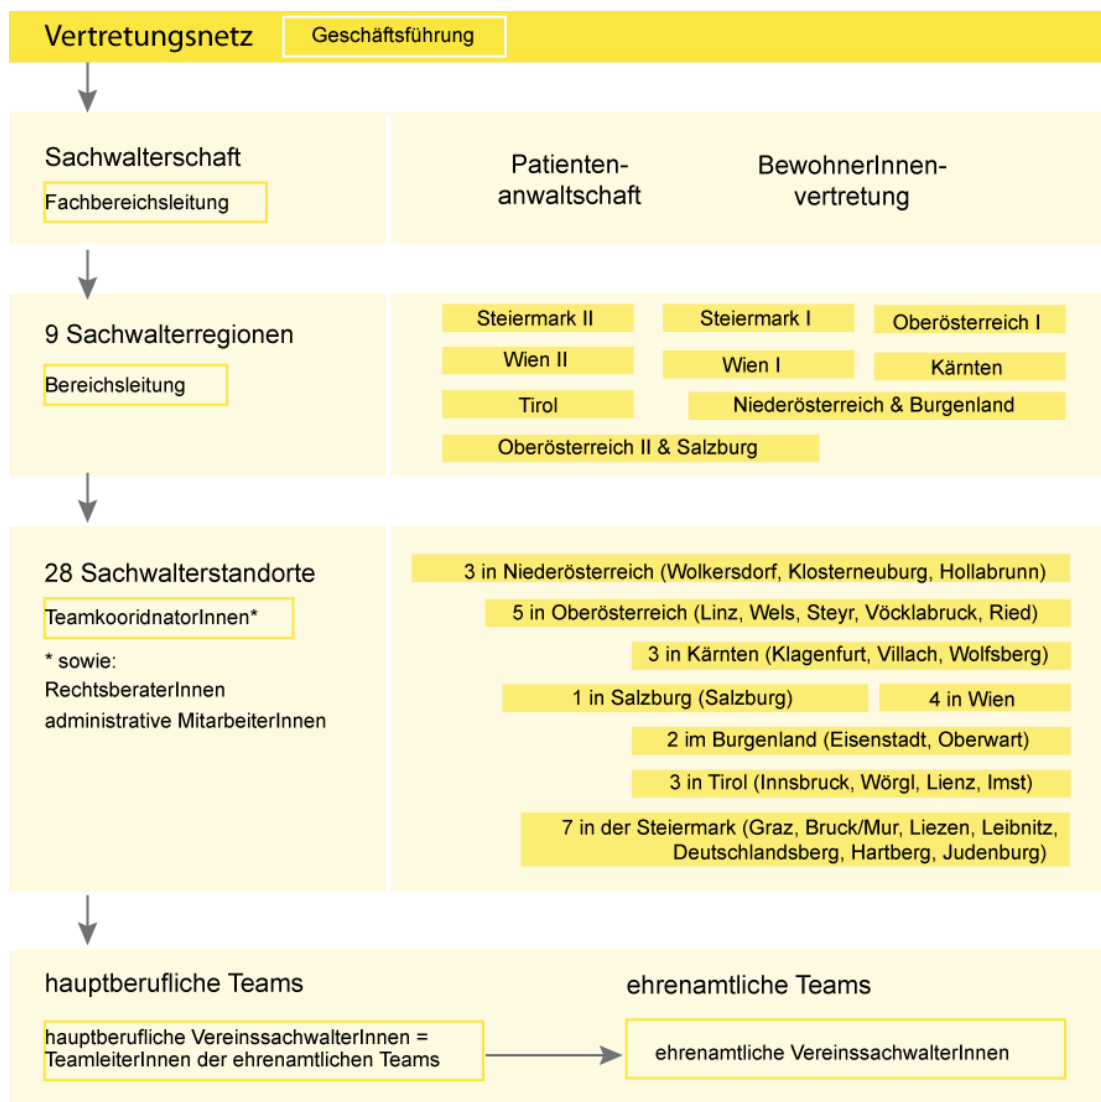 Vertretungsnetz
Geschäftsführung
Sachwalterschaft
Fachbereichsleitung
Patienten-
anwaltschaft
BewohnerInnen-
vertretung
9 Sachwalterregionen
Bereichsleitung
Steiermark II
Steiermark I
Oberösterreich I
Wien II
Wien I
Kärnten
Tirol
Niederösterreich & Burgenland
Oberösterreich II & Salzburg
28 Sachwalterstandorte
TeamkooridnatorInnen*
* sowie:
RechtsberaterInnen
administrative MitarbeiterInnen
3 in Niederösterreich (Wolkersdorf, Klosterneuburg, Hollabrunn)
5 in Oberösterreich (Linz, Wels, Steyr, Vöcklabruck, Ried)
3 in Kärnten (Klagenfurt, Villach, Wolfsberg)
1 in Salzburg (Salzburg)
4 in Wien
2 im Burgenland (Eisenstadt, Oberwart)
3 in Tirol (Innsbruck, Wörgl, Lienz, Imst)
7 in der Steiermark (Graz, Bruck/Mur, Liezen, Leibnitz,
Deutschlandsberg, Hartberg, Judenburg)
hauptberufliche Teams
hauptberufliche VereinssachwalterInnen =
TeamleiterInnen der ehrenamtlichen Teams
ehrenamtliche Teams
ehrenamtliche VereinssachwalterInnen